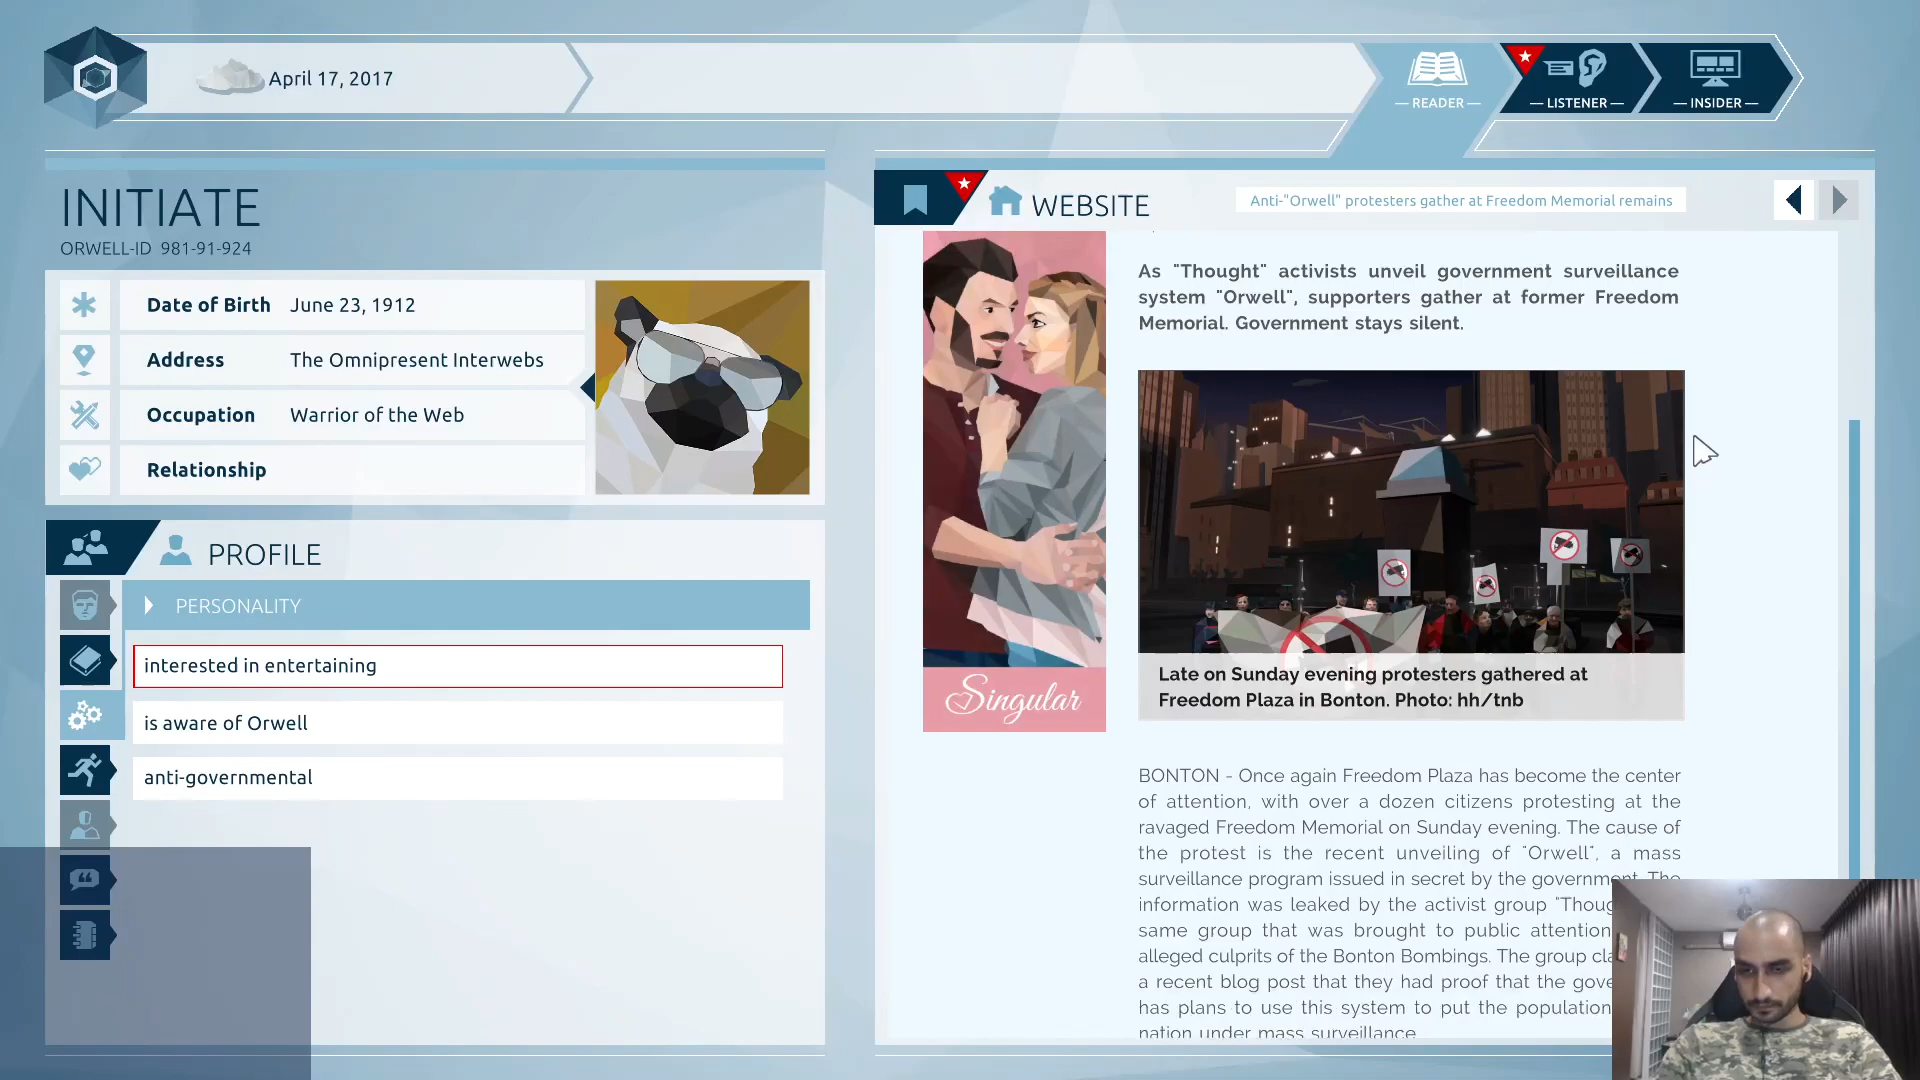 April 17, 2017
READER
LISTENER
INSIDER
INITIATE
ORWELL-ID 981-91-924
Date of Birth June 23, 1912
Address The Omnipresent Interwebs
Occupation Warrior of the Web
Relationship
PROFILE
PERSONALITY
interested in entertaining
is aware of Orwell
anti-governmental
WEBSITE
Anti-"Orwell" protesters gather at Freedom Memorial remains
Singular
As "Thought" activists unveil government surveillance
system "Orwell", supporters gather at former Freedom
Memorial. Government stays silent.
Late on Sunday evening protesters gathered at
Freedom Plaza in Bonton. Photo: hh/tnb
BONTON - Once again Freedom Plaza has become the center
of attention, with over a dozen citizens protesting at the
ravaged Freedom Memorial on Sunday evening. The cause of
the protest is the recent unveiling of "Orwell", a mass
surveillance program issued in secret by the government. The
information was leaked by the activist group
same group that was brought to public attention
alleged culprits of the Bonton Bombings. The group
a recent blog post that they had proof that the
has plans to use this system to put the population
nation under mass surveillance